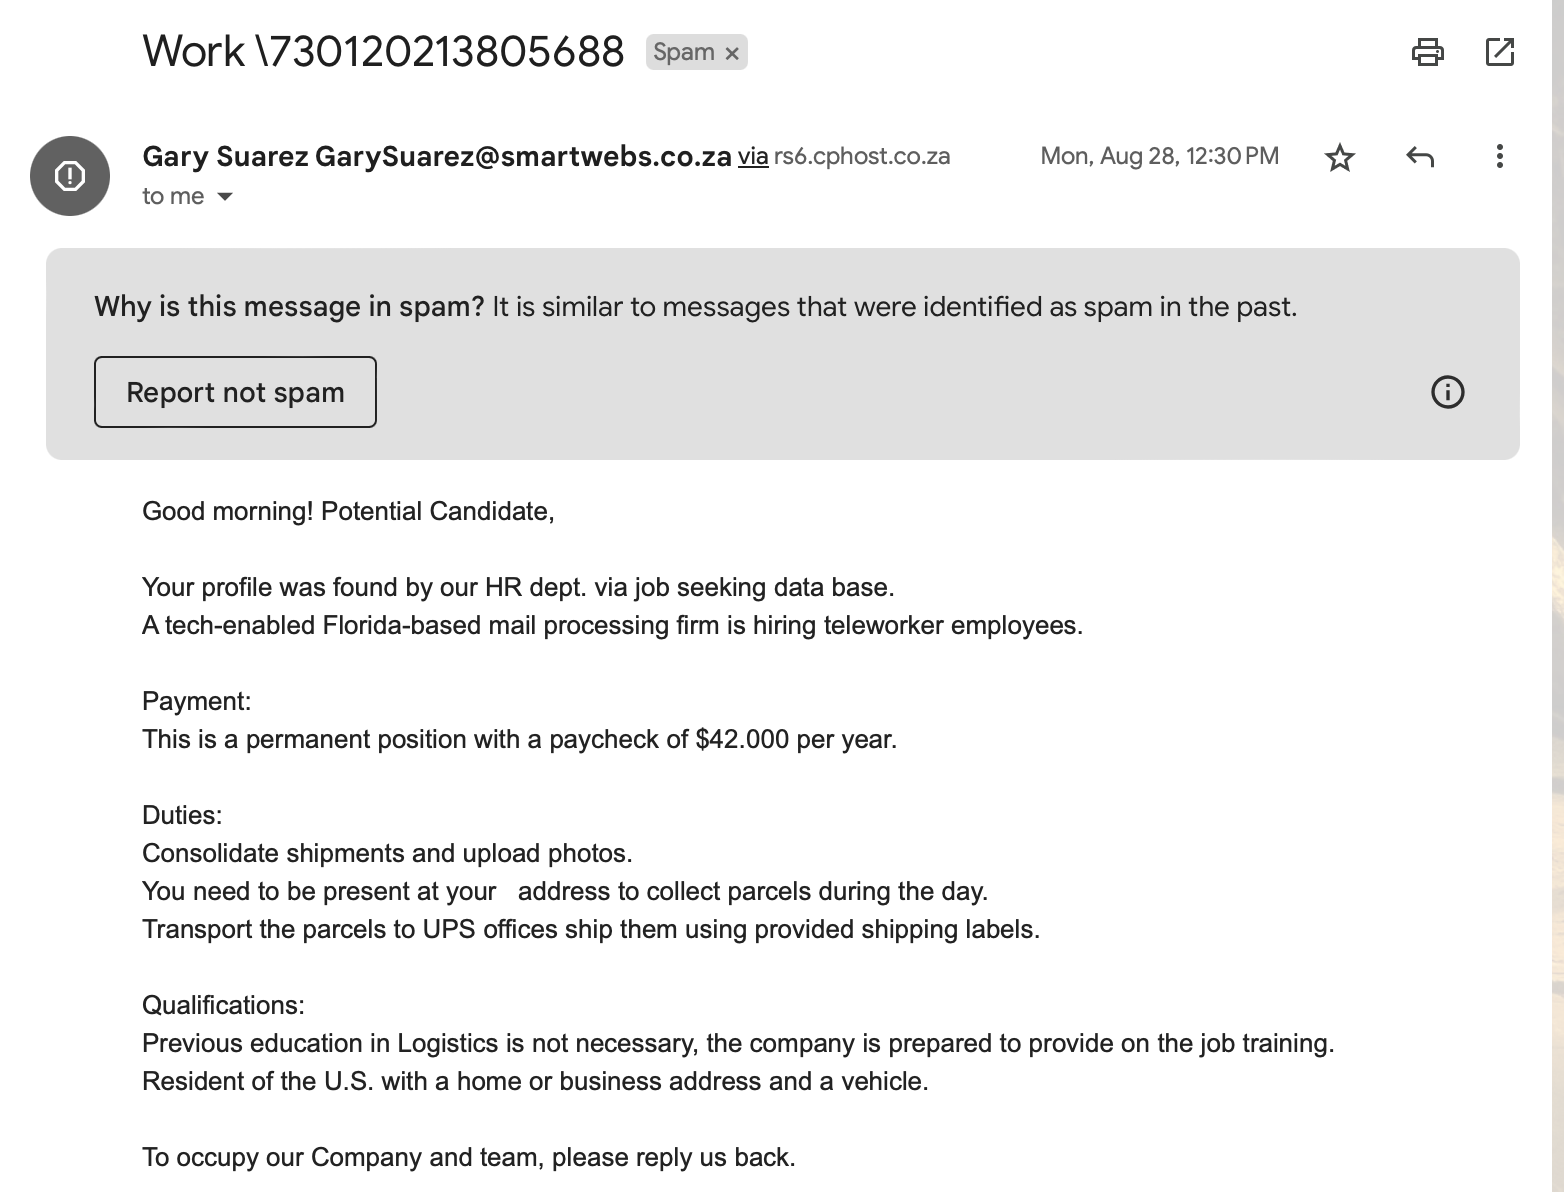 Work \730120213805688 Spam ×
Gary Suarez GarySuarez@smartwebs.co.za via rs6.cphost.co.za Mon, Aug 28, 12:30 PM
to me
Why is this message in spam? It is similar to messages that were identified as spam in the past.
Report not spam
Good morning! Potential Candidate,
Your profile was found by our HR dept. via job seeking data base.
A tech-enabled Florida-based mail processing firm is hiring teleworker employees.
Payment:
This is a permanent position with a paycheck of $42.000 per year.
Duties:
Consolidate shipments and upload photos.
You need to be present at your   address to collect parcels during the day.
Transport the parcels to UPS offices ship them using provided shipping labels.
Qualifications:
Previous education in Logistics is not necessary, the company is prepared to provide on the job training.
Resident of the U.S. with a home or business address and a vehicle.
To occupy our Company and team, please reply us back.